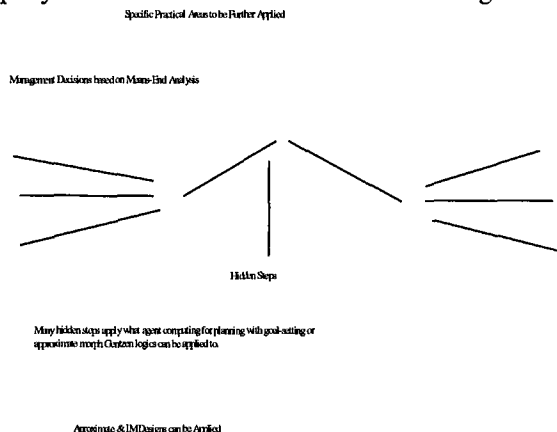 Specific Practical Areas to be Further Applied
Management Decisions based on Means-End Analysis
Hidden Steps
Many hidden steps apply what agent computing for planning with goal-setting or
approximate morph Gentzen logics can be applied to.
Approximate & IM Designs can be Applied